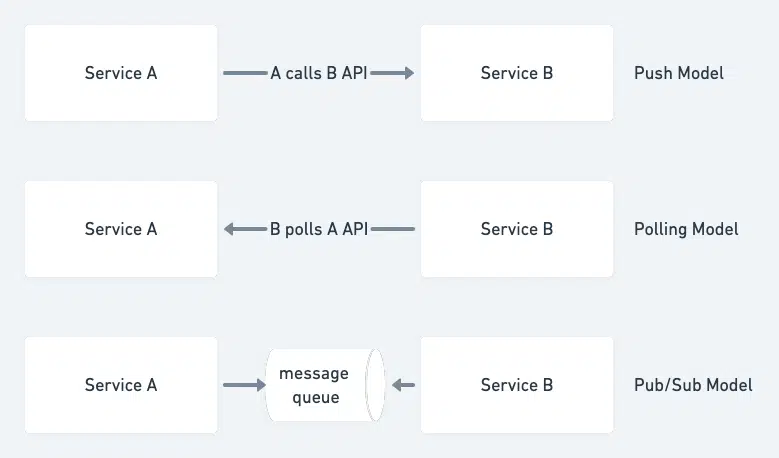 Service A
A calls B API
Service B
Push Model
Service A
B polls A API
Service B
Polling Model
Service A
message
queue
Service B
Pub/Sub Model